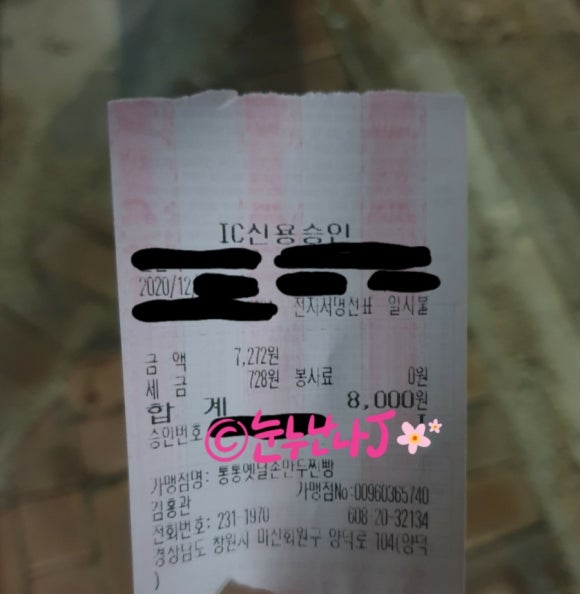 IC신용승인
2020/12
전자서명전표 일시불
금 액 7,272원
세 금 728원 봉사료 0원
합 계 8,000원
승인번호
©눈누난나J
가맹점명: 통통옛날손만두찐빵
김홍관 가맹점No:00960365740
전화번호: 231-1970 608-20-32134
경상남도 창원시 마산회원구 양덕로 104(양덕
)